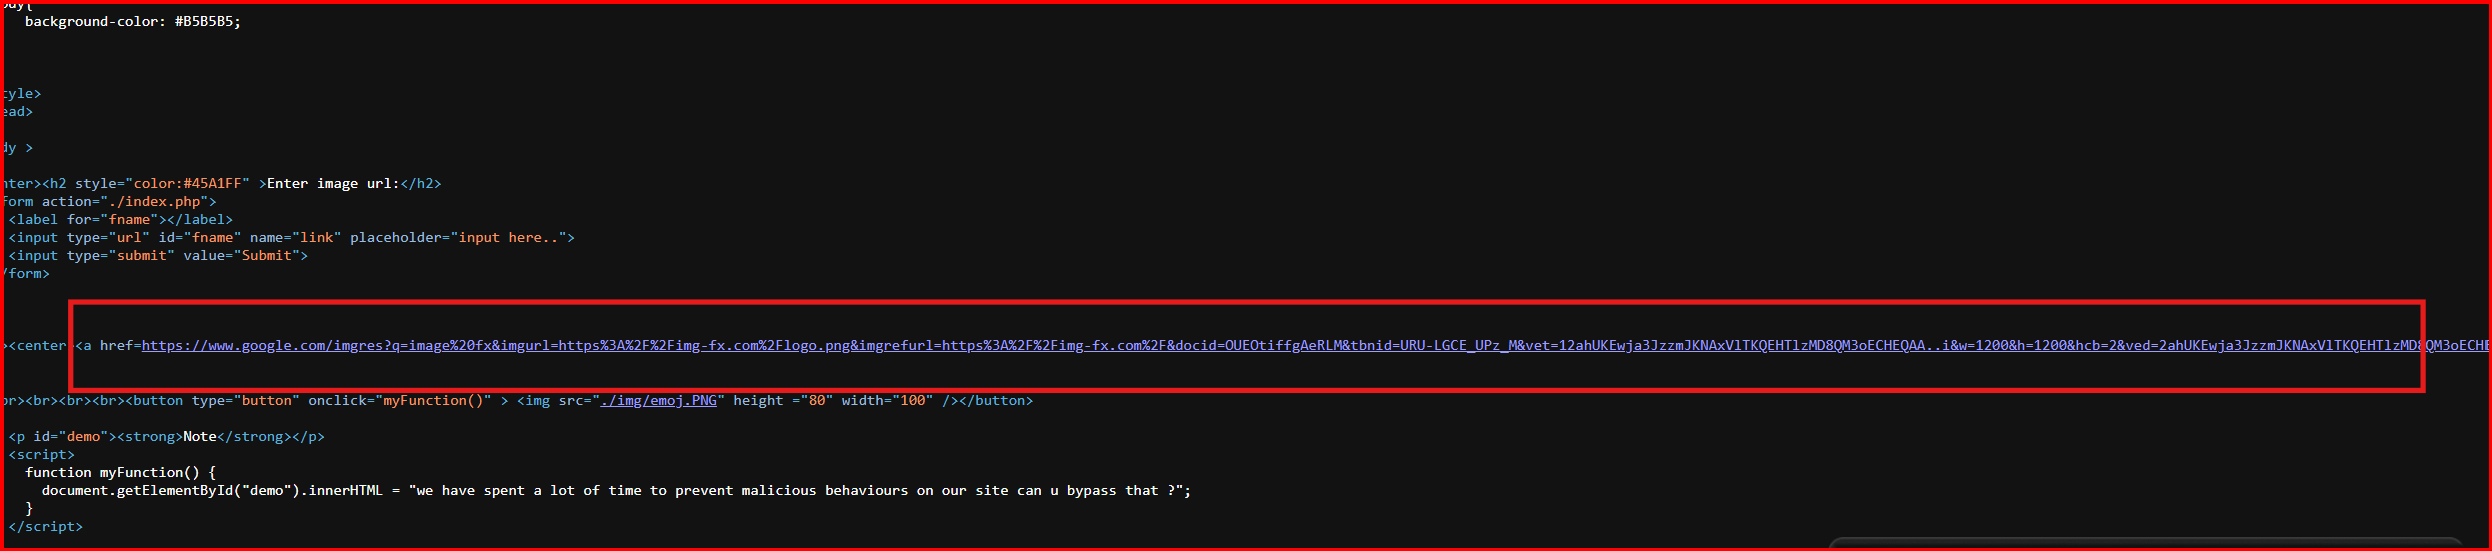 ody{
background-color: #B5B5B5;
tyle>
ead>
dy >
nter><h2 style="color:#45A1FF" >Enter image url:</h2>
form action="./index.php">
<label for="fname"></label>
<input type="url" id="fname" name="link" placeholder="input here..">
<input type="submit" value="Submit">
/form>
><center><a href=https://www.google.com/imgres?q=image%20fx&imgurl=https%3A%2F%2Fimg-fx.com%2Flogo.png&imgrefurl=https%3A%2F%2Fimg-fx.com%2F&docid=OUEOtiffgAeRLM&tbnid=URU-LGCE_UPz_M&vet=12ahUKEwja3JzzmJKNAxVlTKQEHTlzMD8QM3oECHEQAA..i&w=1200&h=1200&hcb=2&ved=2ahUKEwja3JzzmJKNAxVlTKQEHTlzMD8QM3oECHE
or><br><br><br><button type="button" onclick="myFunction()" > <img src="./img/emoj.PNG" height ="80" width="100" /></button>
<p id="demo"><strong>Note</strong></p>
<script>
function myFunction() {
document.getElementById("demo").innerHTML = "we have spent a lot of time to prevent malicious behaviours on our site can u bypass that ?";
}
</script>